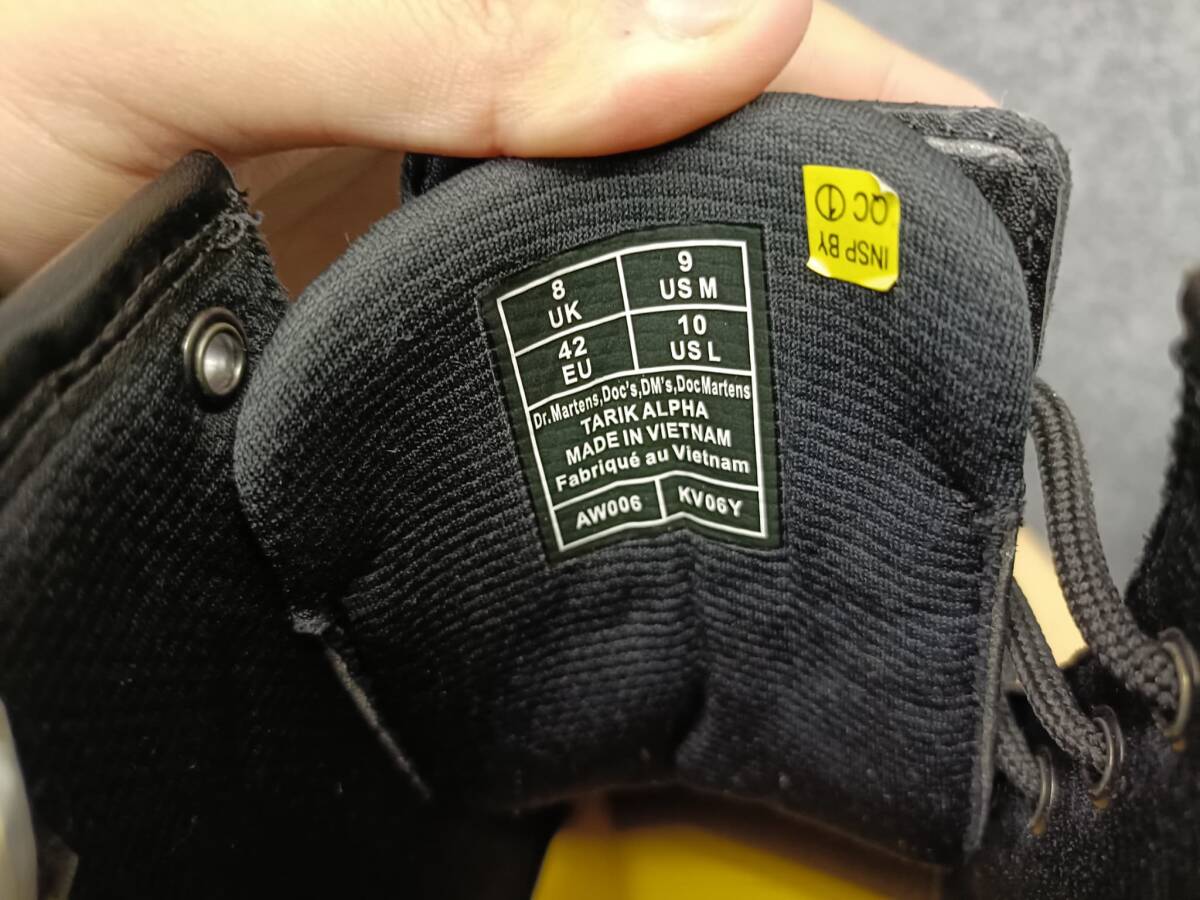 8
UK
9
US M
42
EU
10
US L
Dr.Martens,Doc's,DM's,DocMartens
TARIK ALPHA
MADE IN VIETNAM
Fabriqué au Vietnam
AW006
KV06Y
INSP BY
QC ①